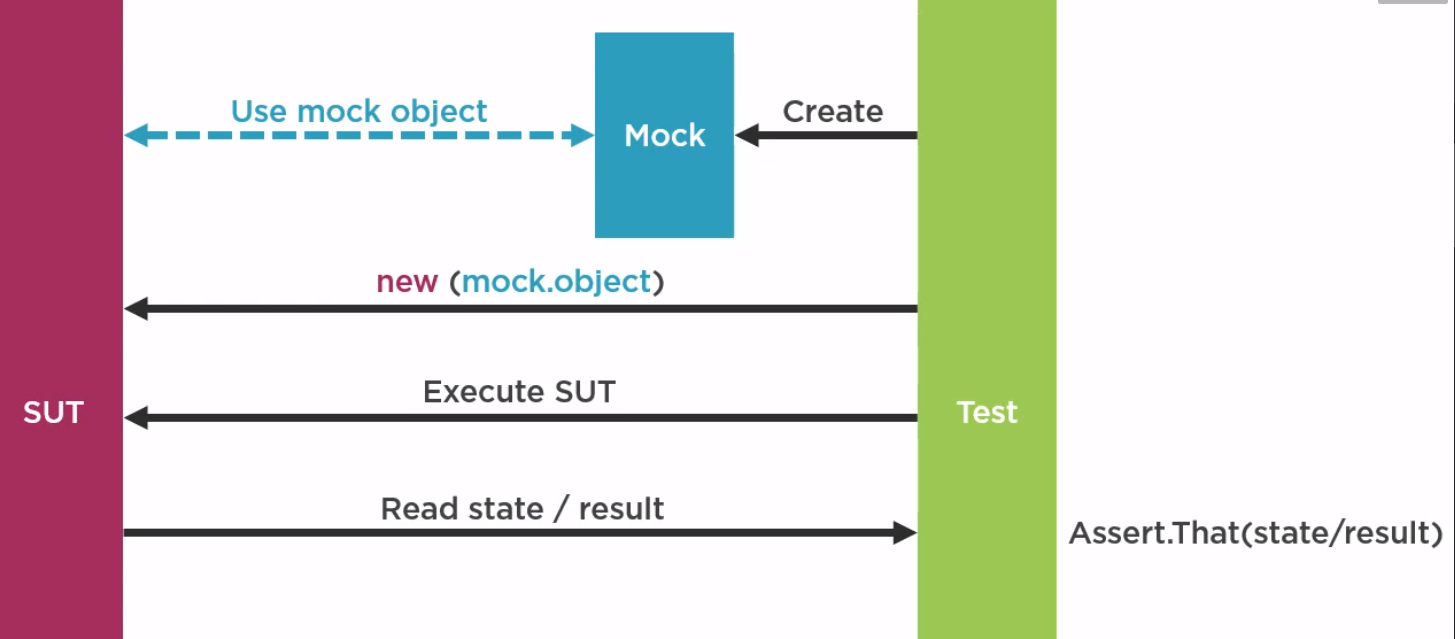 Use mock object
Mock
Create
new (mock.object)
Execute SUT
SUT
Test
Read state / result
Assert.That(state/result)